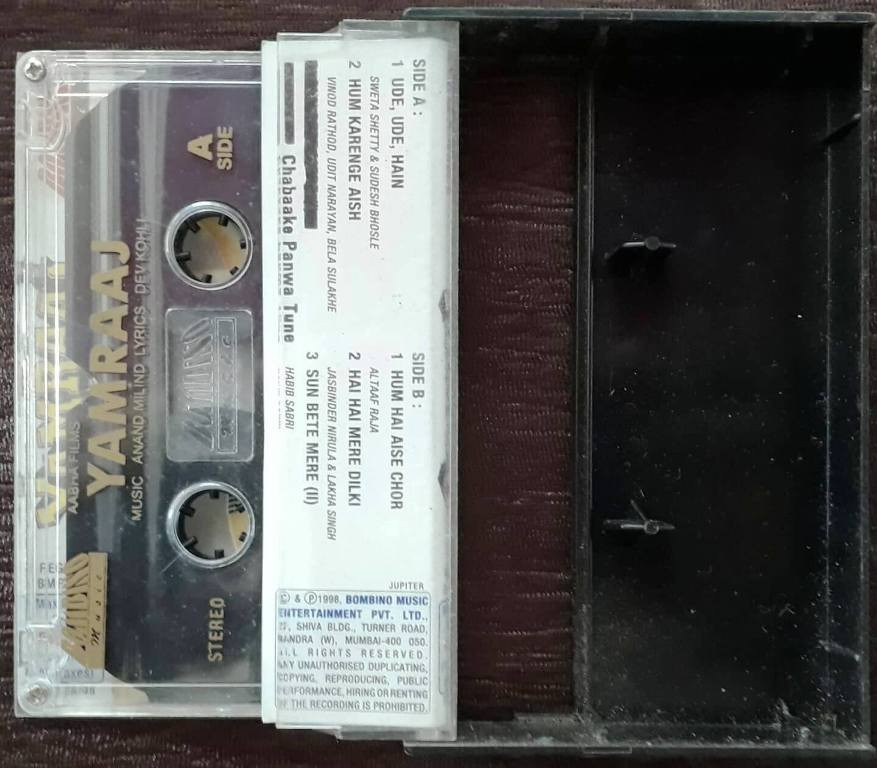 SIDE A :
1 UDE, UDE, HAIN
SWETA SHETTY & SUDESH BHOSLE
2 HUM KARENGE AISH
VINOD RATHOD, UDIT NARAYAN, BELA SULAKHE
Chabaake Panwa Tune
SIDE B :
1 HUM HAI AISE CHOR
ALTAAF RAJA
2 HAI HAI MERE DILKI
JASBINDER NIRULA & LAKHA SINGH
3 SUN BETE MERE (II)
HABIB SABRI
JUPITER
© & ℗1998, BOMBINO MUSIC
ENTERTAINMENT PVT. LTD.,
SHIVA BLDG., TURNER ROAD,
BANDRA (W), MUMBAI-400 050.
ALL RIGHTS RESERVED.
ANY UNAUTHORISED DUPLICATING,
COPYING, REPRODUCING, PUBLIC
PERFORMANCE, HIRING OR RENTING
OF THE RECORDING IS PROHIBITED.
A
SIDE
STEREO
AABHA FILMS
YAMRAAJ
MUSIC ANAND MILIND LYRICS DEV KOHLI
Music